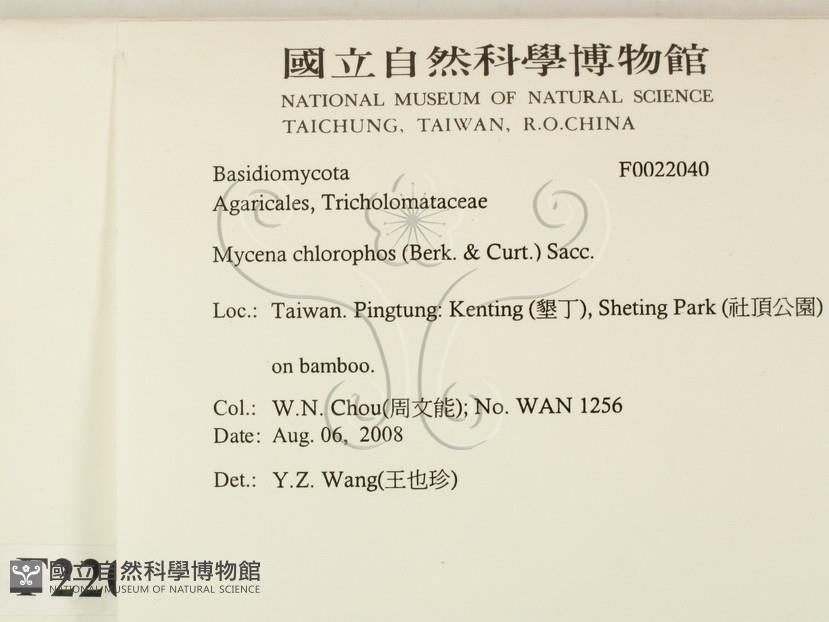 國立自然科學博物館
NATIONAL MUSEUM OF NATURAL SCIENCE
TAICHUNG, TAIWAN, R.O.CHINA
Basidiomycota F0022040
Agaricales, Tricholomataceae
Mycena chlorophos (Berk. & Curt.) Sacc.
Loc.: Taiwan. Pingtung: Kenting (墾丁), Sheting Park (社頂公園)
on bamboo.
Col.: W.N. Chou(周文能); No. WAN 1256
Date: Aug. 06, 2008
Det.: Y.Z. Wang(王也珍)
國立自然科學博物館
NATIONAL MUSEUM OF NATURAL SCIENCE